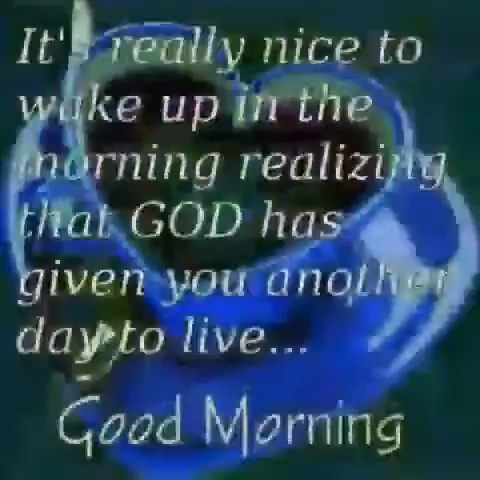 It's really nice to
wake up in the
morning realizing
that GOD has
given you another
day to live...
Good Morning